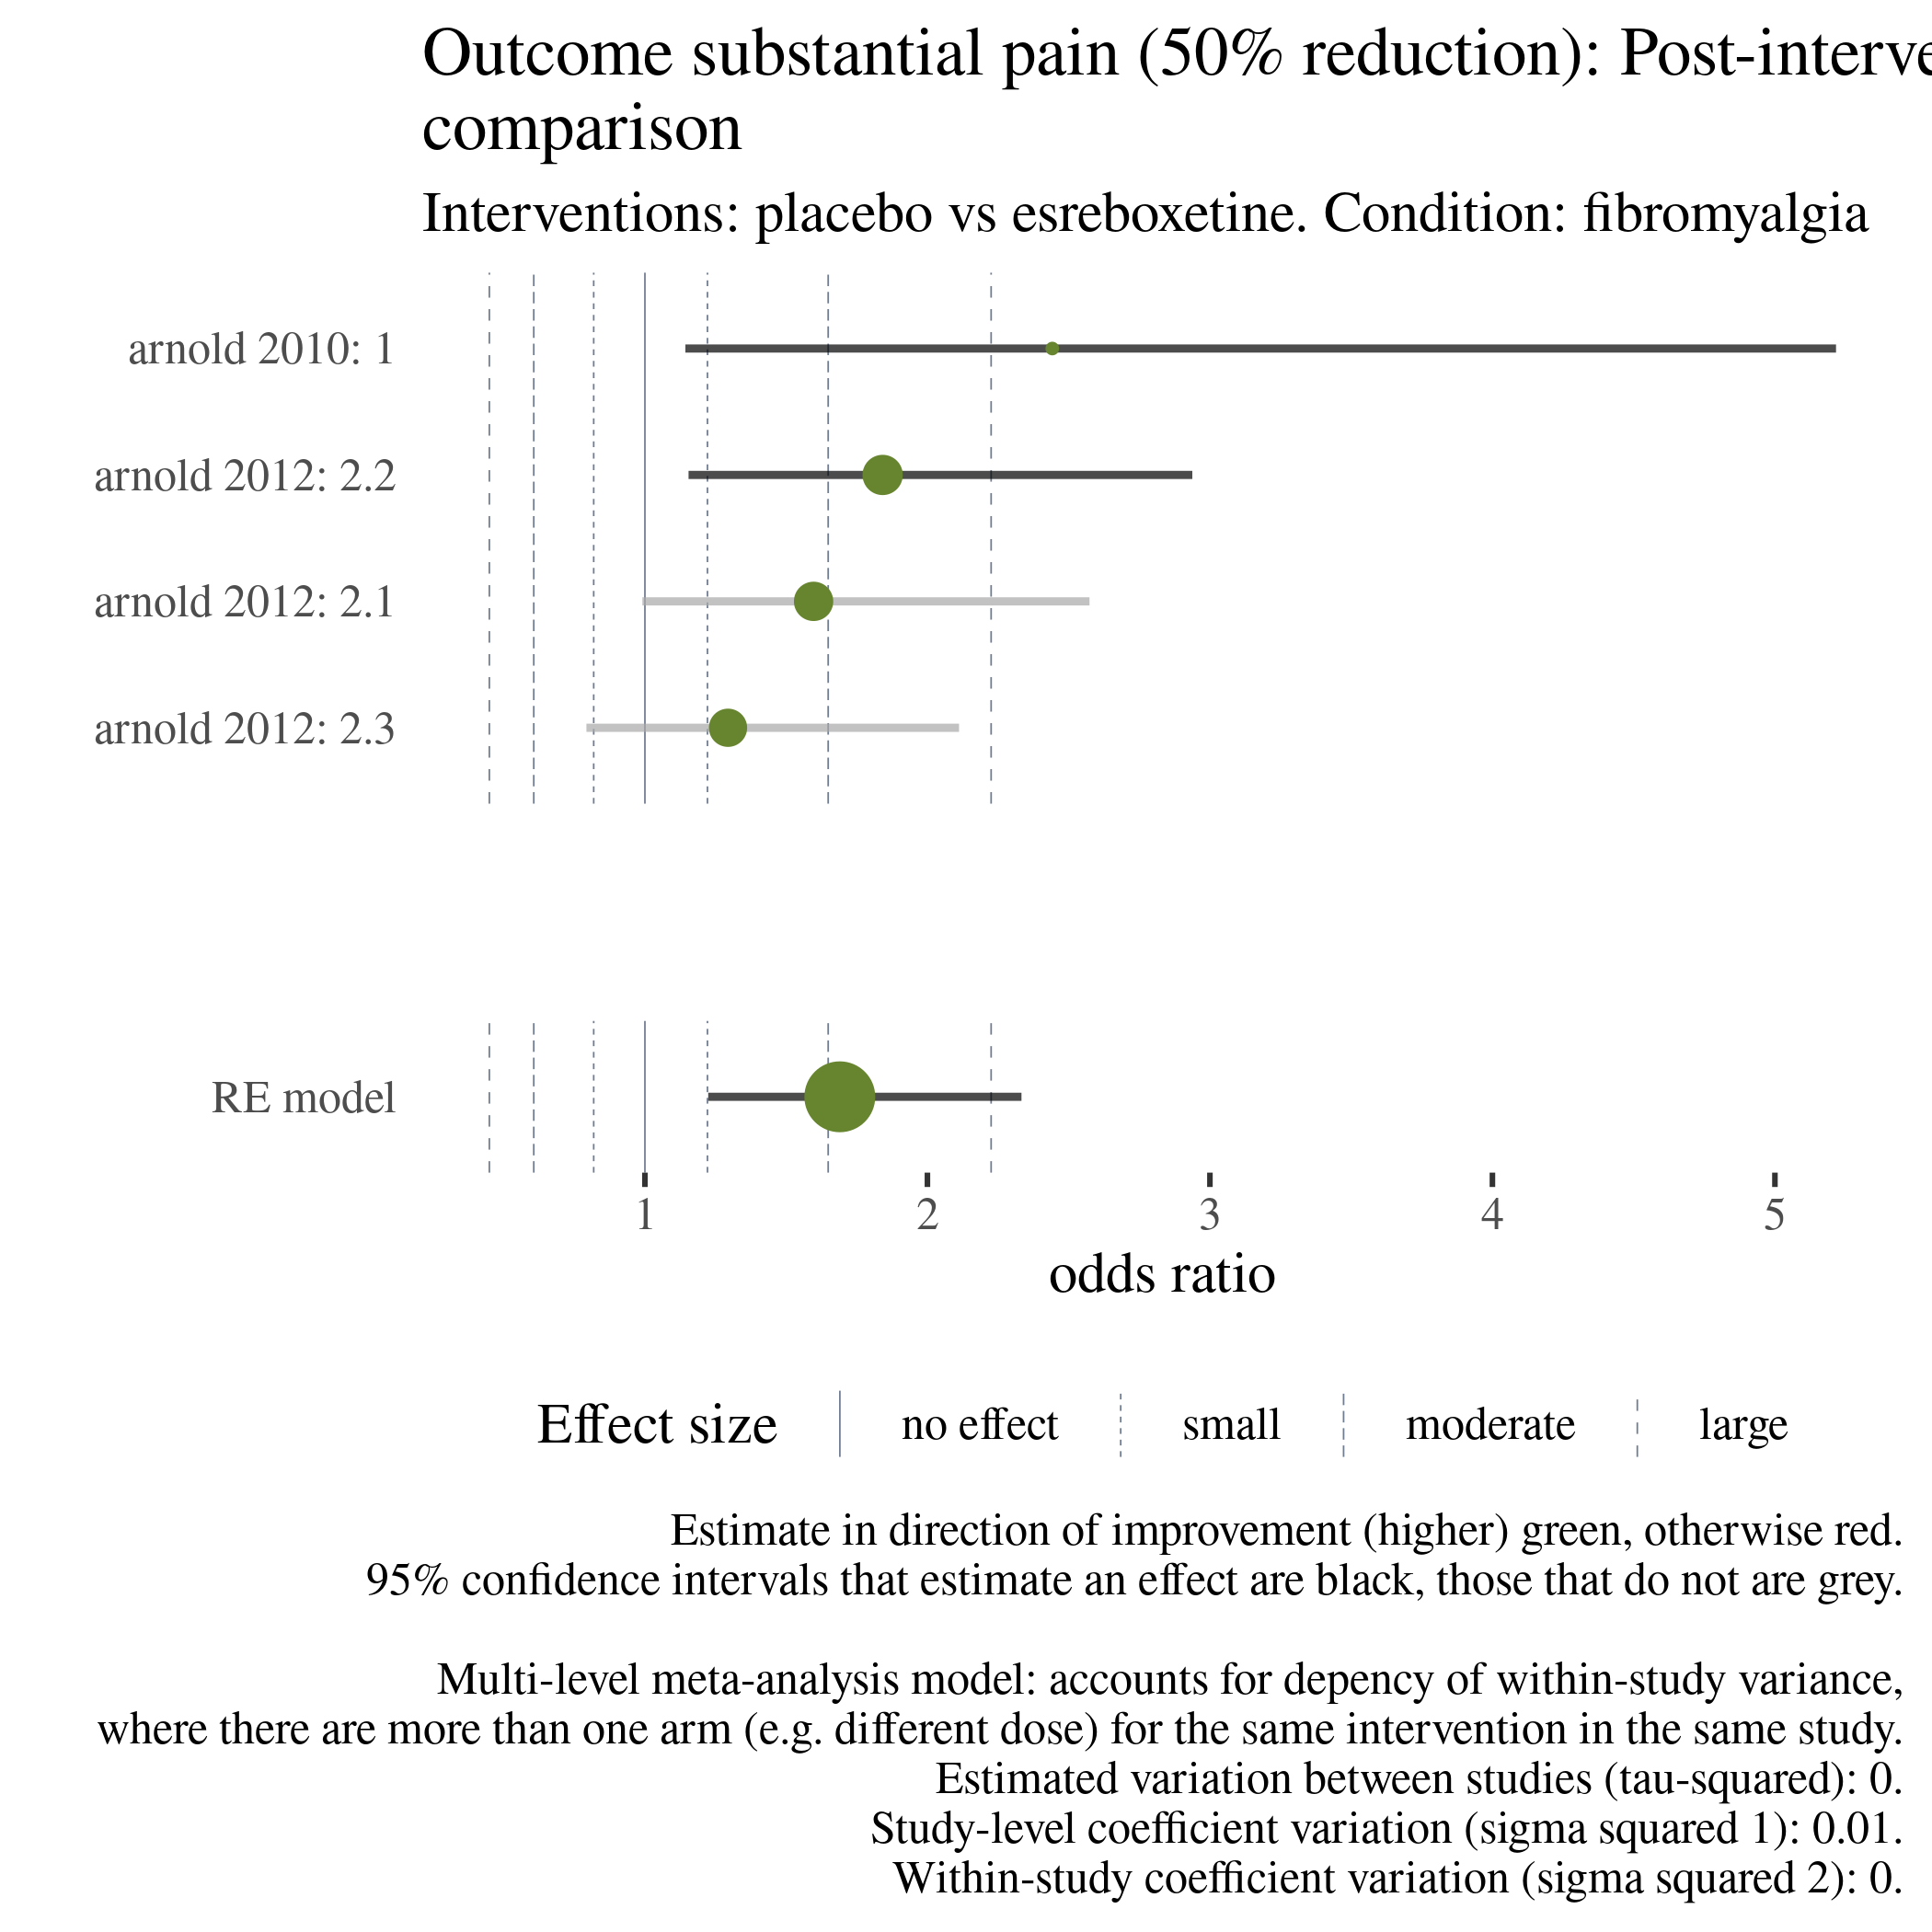 Outcome substantial pain (50% reduction): Post-interve
comparison
Interventions: placebo vs esreboxetine. Condition: fibromyalgia
arnold 2010: 1
arnold 2012: 2.2
arnold 2012: 2.1
arnold 2012: 2.3
RE model
1 2 3 4 5
odds ratio
Effect size no effect small moderate large
Estimate in direction of improvement (higher) green, otherwise red.
95% confidence intervals that estimate an effect are black, those that do not are grey.
Multi-level meta-analysis model: accounts for depency of within-study variance,
where there are more than one arm (e.g. different dose) for the same intervention in the same study.
Estimated variation between studies (tau-squared): 0.
Study-level coefficient variation (sigma squared 1): 0.01.
Within-study coefficient variation (sigma squared 2): 0.